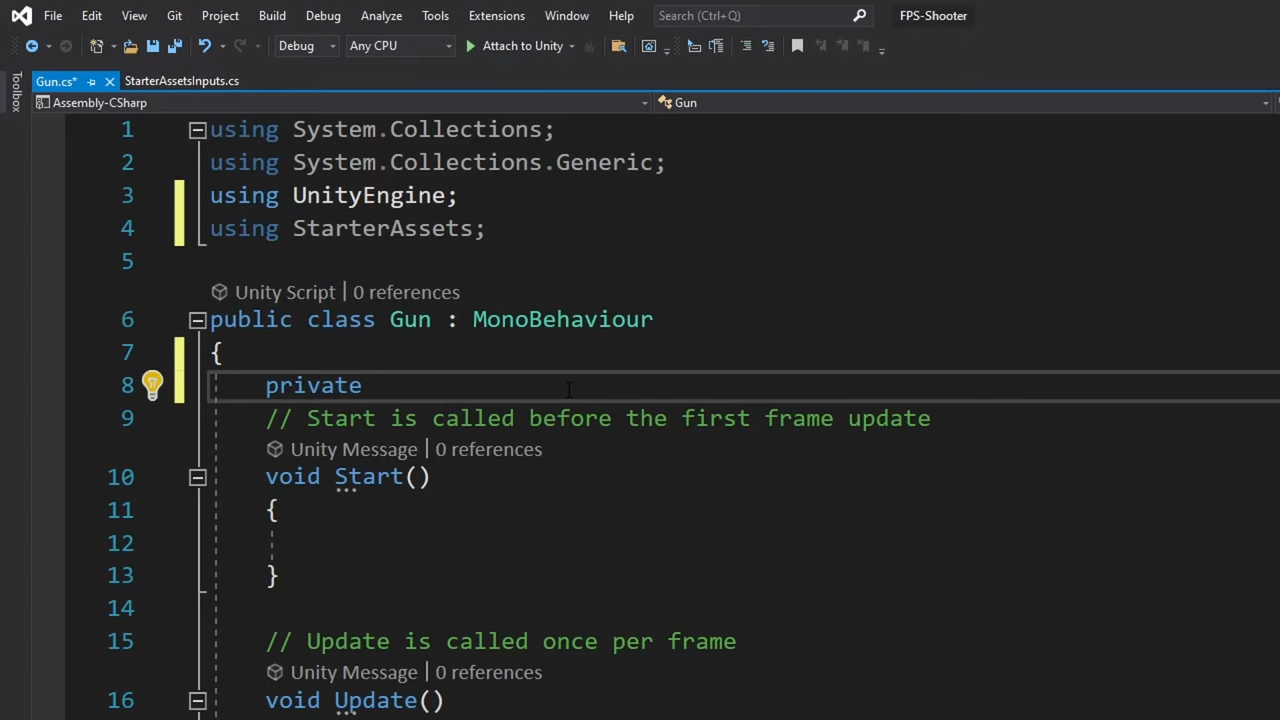 File Edit View Git Project Build Debug Analyze Tools Extensions Window Help Search (Ctrl+Q) FPS-Shooter
Debug Any CPU Attach to Unity
Gun.cs* StarterAssetsInputs.cs
Toolbox
Assembly-CSharp Gun
1 using System.Collections;
2 using System.Collections.Generic;
3 using UnityEngine;
4 using StarterAssets;
5
Unity Script | 0 references
6 public class Gun : MonoBehaviour
7 {
8 private
9 // Start is called before the first frame update
Unity Message | 0 references
10 void Start()
11 {
12
13 }
14
15 // Update is called once per frame
Unity Message | 0 references
16 void Update()